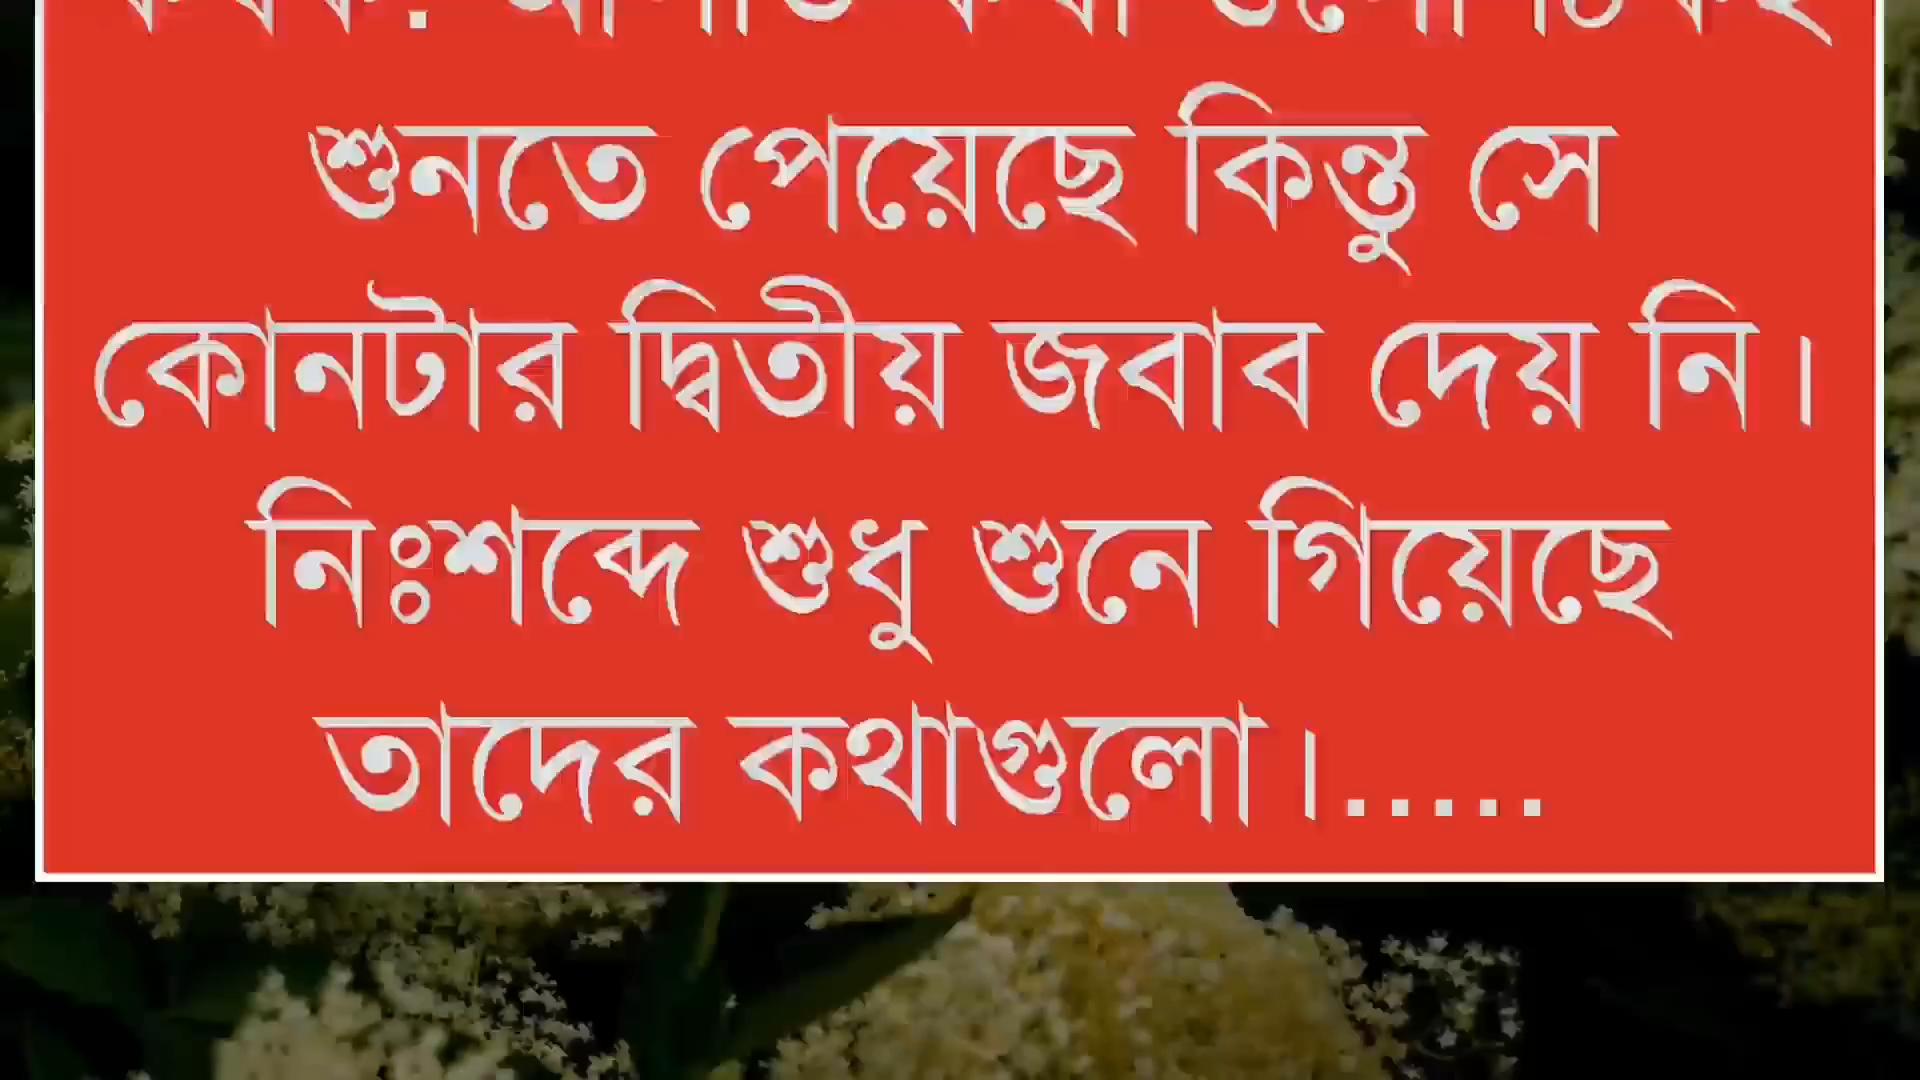 শুনতে পেয়েছে কিন্তু সে
কোনটার দ্বিতীয় জবাব দেয় নি।
নিঃশব্দে শুধু শুনে গিয়েছে
তাদের কথাগুলো।.....